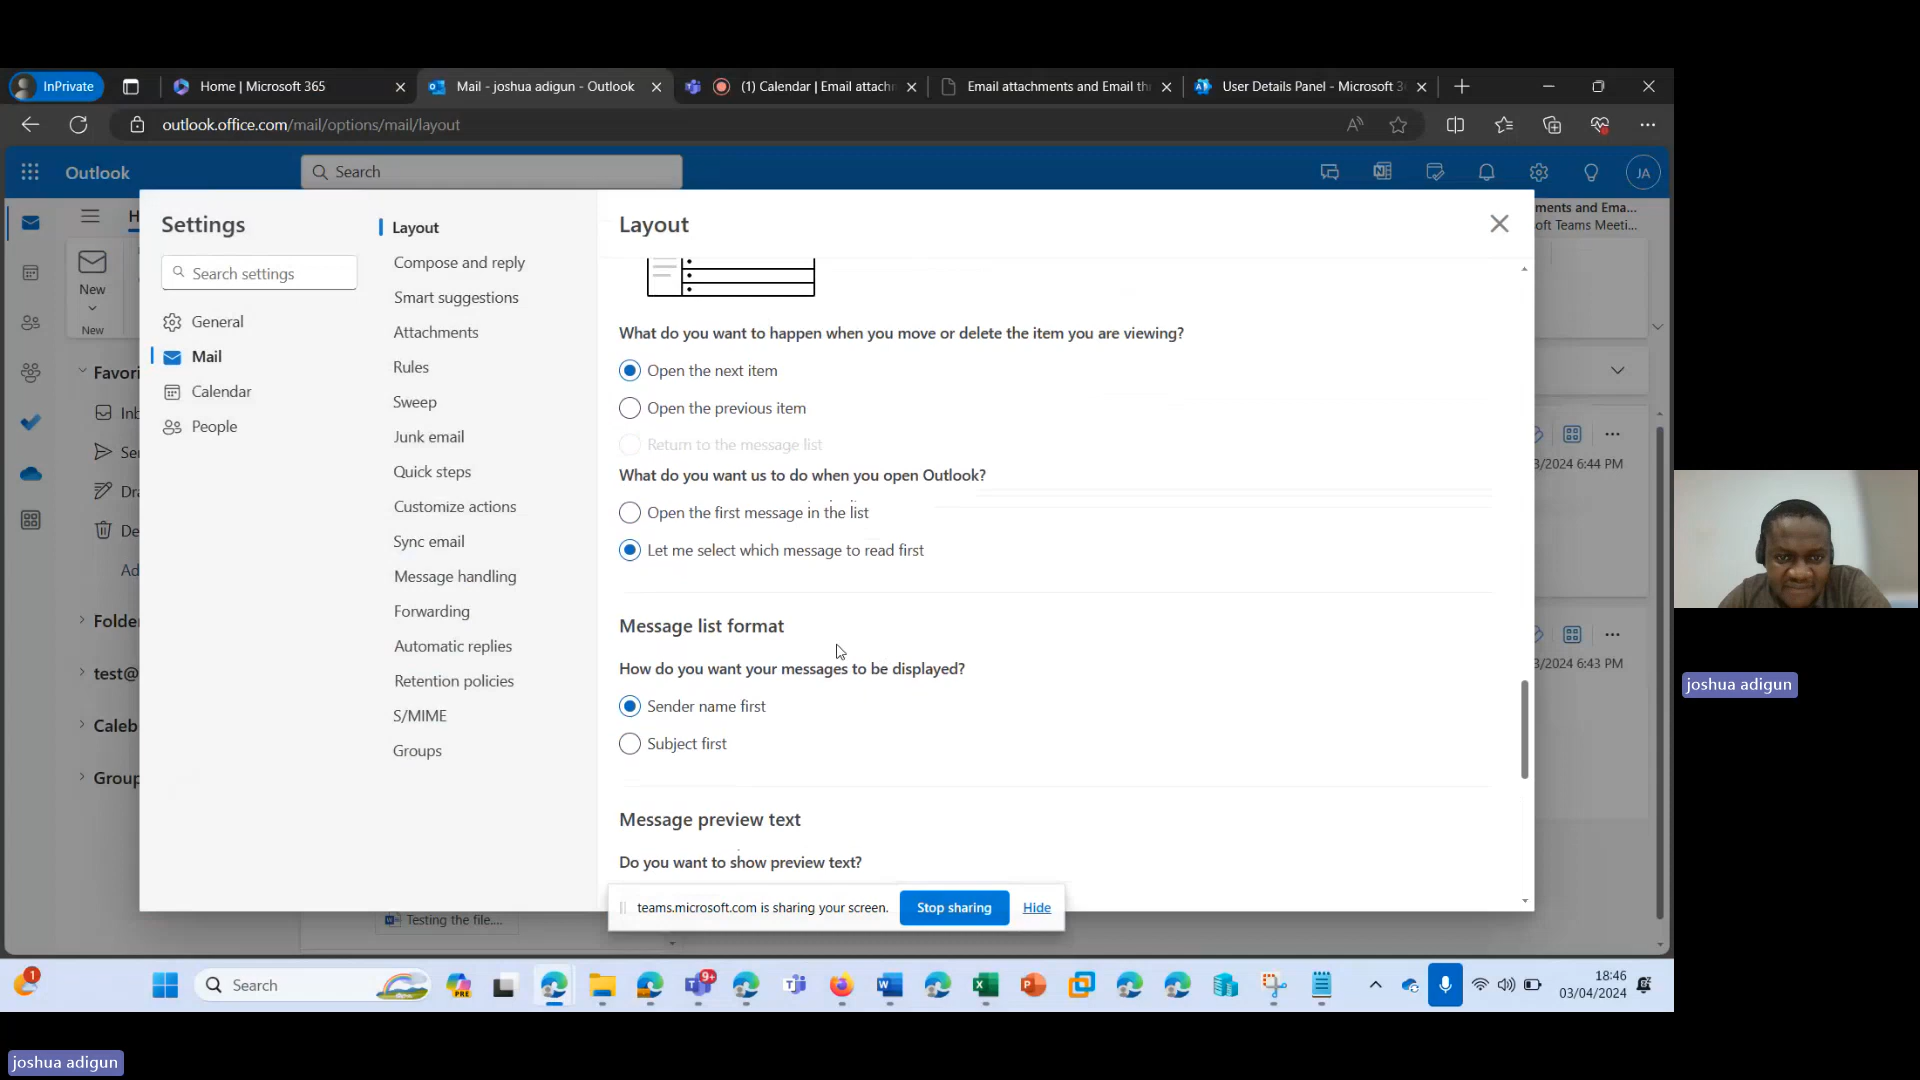 InPrivate
Home | Microsoft 365
Mail - joshua adigun - Outlook
(1) Calendar | Email attach
Email attachments and Email th
User Details Panel - Microsoft 3
outlook.office.com/mail/options/mail/layout
Outlook
Search
JA
H
ments and Ema...
oft Teams Meeti...
Settings
Search settings
General
Mail
Calendar
People
Layout
Compose and reply
Smart suggestions
Attachments
Rules
Sweep
Junk email
Quick steps
Customize actions
Sync email
Message handling
Forwarding
Automatic replies
Retention policies
S/MIME
Groups
Layout
What do you want to happen when you move or delete the item you are viewing?
Open the next item
Open the previous item
Return to the message list
What do you want us to do when you open Outlook?
Open the first message in the list
Let me select which message to read first
Message list format
How do you want your messages to be displayed?
Sender name first
Subject first
Message preview text
Do you want to show preview text?
New
New
Favori
Inb
Se
Dra
De
Ad
Folde
test@
Caleb
Group
3/2024 6:44 PM
3/2024 6:43 PM
Testing the file....
teams.microsoft.com is sharing your screen.
Stop sharing
Hide
1
Search
PRE
9+
18:46
03/04/2024
joshua adigun
joshua adigun